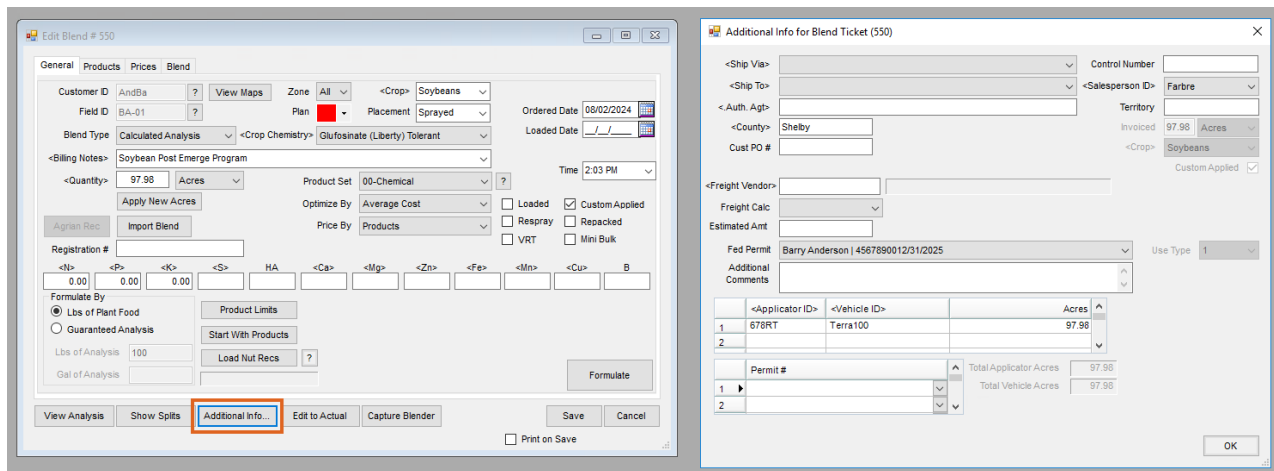 Edit Blend # 550
General Products Prices Blend
Customer ID AndBa ? View Maps Zone All <Crop> Soybeans
Field ID BA-01 ? Plan Placement Sprayed Ordered Date 08/02/2024
Blend Type Calculated Analysis <Crop Chemistry> Glufosinate (Liberty) Tolerant Loaded Date __/__/____
<Billing Notes> Soybean Post Emerge Program
Time 2:03 PM
<Quantity> 97.98 Acres Product Set 00-Chemical ?
Apply New Acres Optimize By Average Cost Loaded Custom Applied
Agrian Rec Import Blend Price By Products Respray Repacked
VRT Mini Bulk
Registration #
<N> <P> <K> <S> HA <Ca> <Mg> <Zn> <Fe> <Mn> <Cu> B
0.00 0.00 0.00
Formulate By
Lbs of Plant Food Product Limits
Guaranteed Analysis Start With Products
Lbs of Analysis 100 Load Nut Recs ?
Gal of Analysis Formulate
View Analysis Show Splits Additional Info... Edit to Actual Capture Blender Save Cancel
Print on Save
Additional Info for Blend Ticket (550)
<Ship Via> Control Number
<Ship To> <Salesperson ID> Farbre
<.Auth. Agt> Territory
<County> Shelby Invoiced 97.98 Acres
Cust PO # <Crop> Soybeans
Custom Applied
<Freight Vendor>
Freight Calc
Estimated Amt
Fed Permit Barry Anderson | 4567890012/31/2025 Use Type 1
Additional
Comments
<Applicator ID> <Vehicle ID> Acres
1 678RT Terra100 97.98
2
Permit # Total Applicator Acres 97.98
1 Total Vehicle Acres 97.98
2
OK